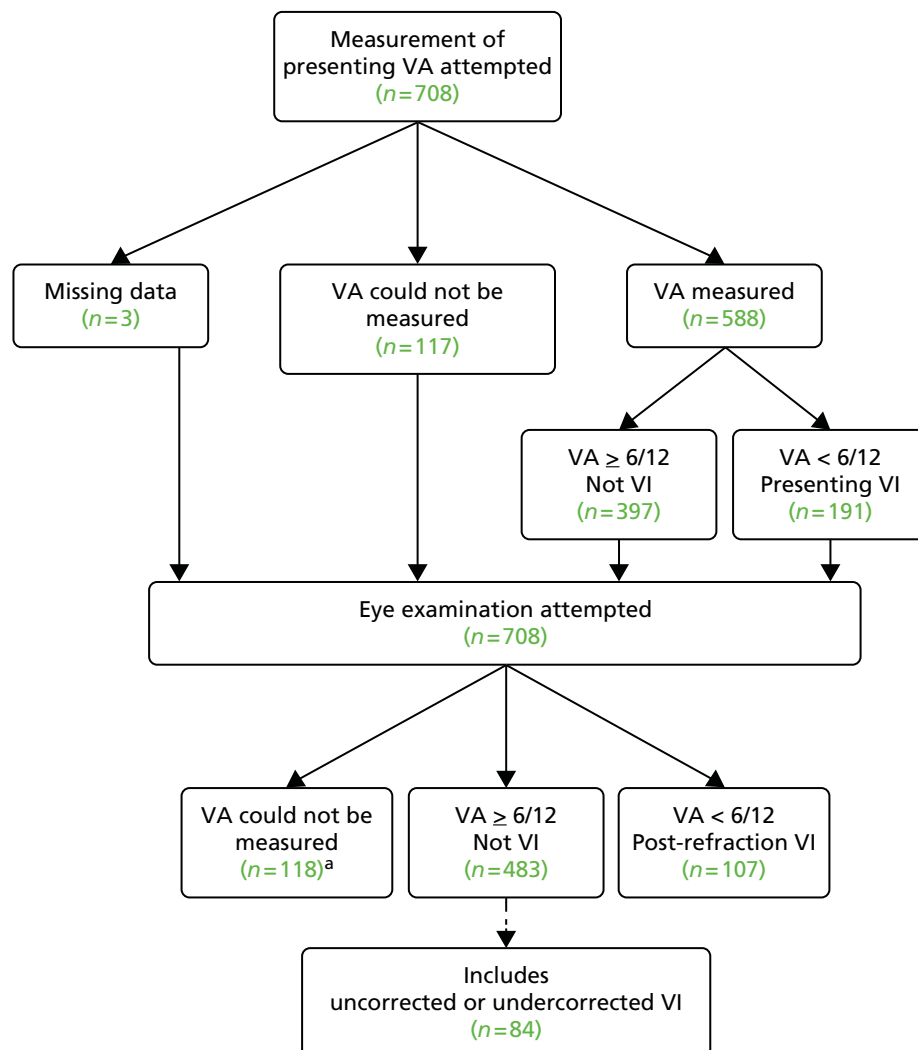 Measurement of
presenting VA attempted
(n=708)
Missing data
(n=3)
VA could not be
measured
(n=117)
VA measured
(n=588)
VA ≥ 6/12
Not VI
(n=397)
VA < 6/12
Presenting VI
(n=191)
Eye examination attempted
(n=708)
VA could not be
measured
(n=118)a
VA ≥ 6/12
Not VI
(n=483)
VA < 6/12
Post-refraction VI
(n=107)
Includes
uncorrected or undercorrected VI
(n=84)